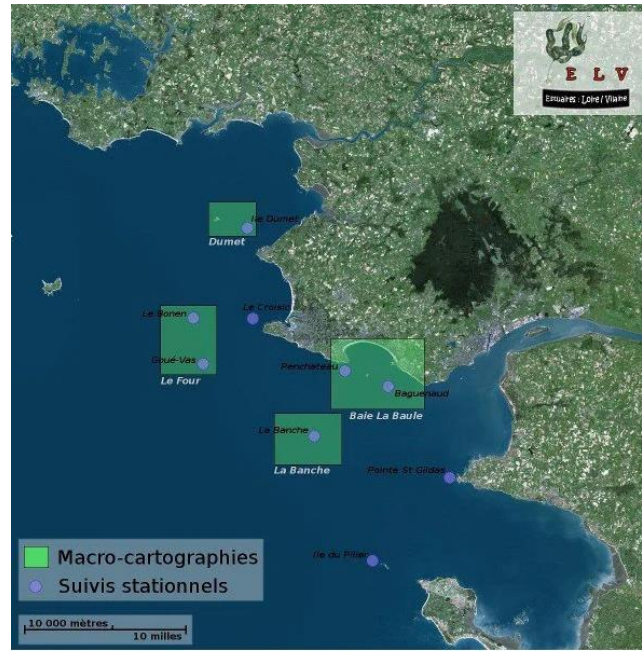 E L V
Estuaires : Loire / Vilaine
Ile Dumet
Dumet
Le Bonen
Le Croisic
Goué-Vas
Le Four
Penchateau
Baguenaud
Baie La Baule
La Banche
La Banche
Pointe St Gildas
Ile du Pilier
Macro-cartographies
Suivis stationnels
10 000 mètres
10 milles